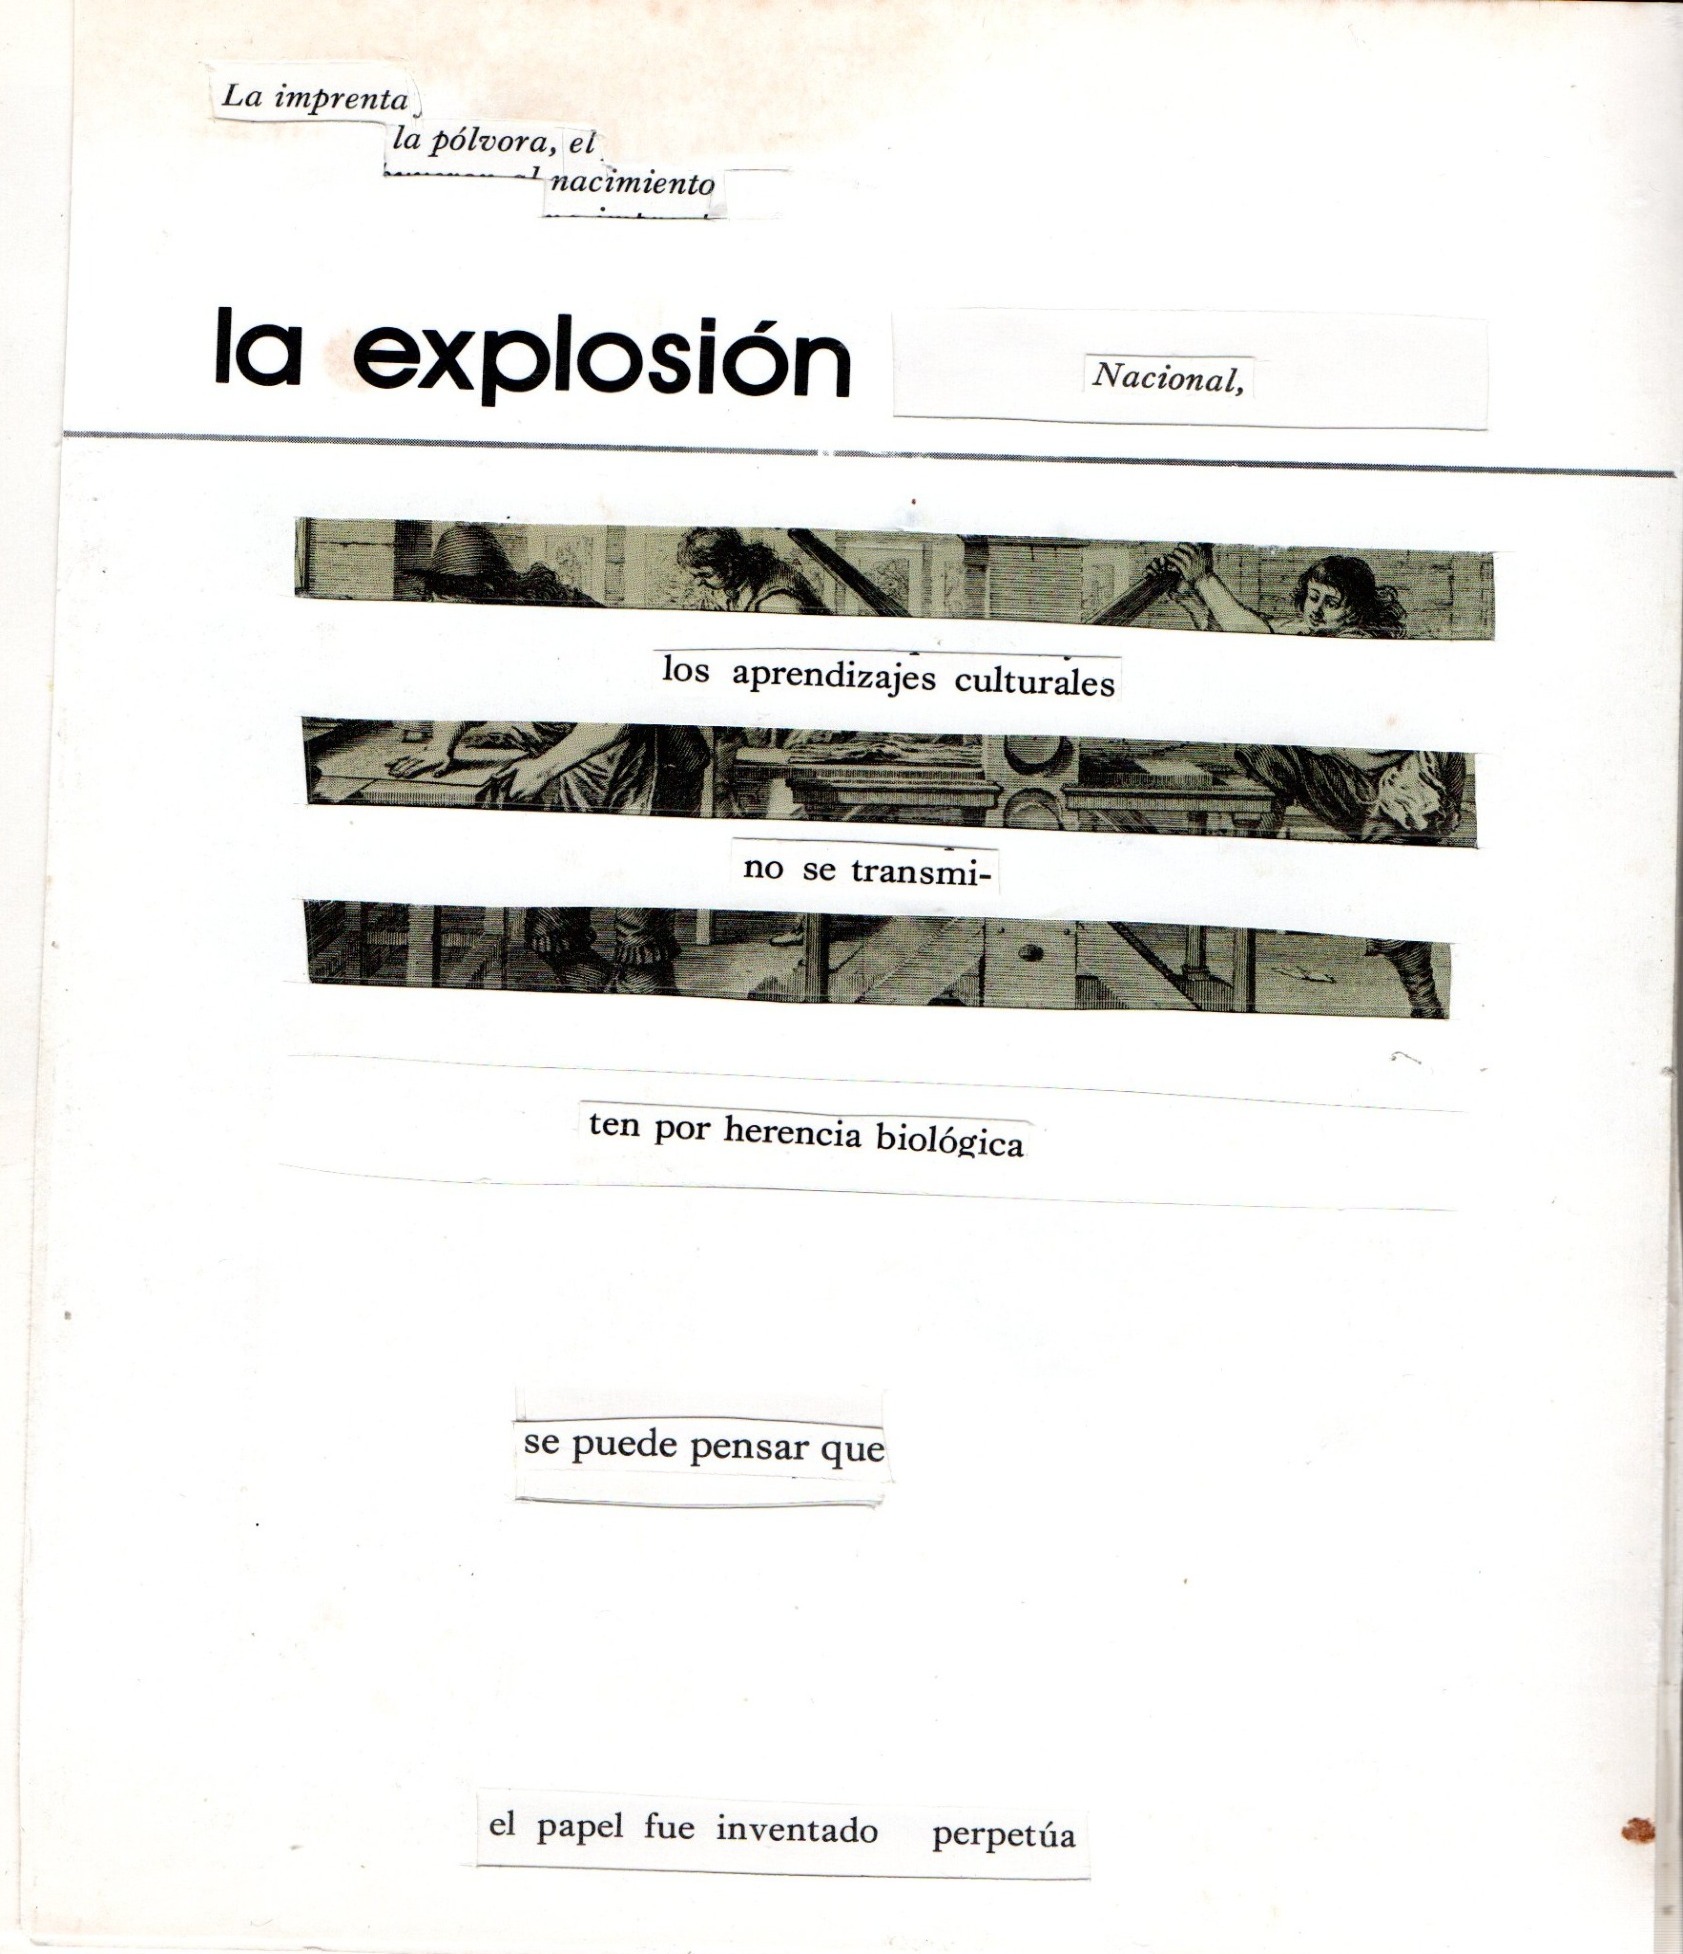 La imprenta,
la pólvora, el
nacimiento
la explosión
Nacional,
los aprendizajes culturales
no se transmi-
ten por herencia biológica
se puede pensar que
el papel fue inventado perpetúa